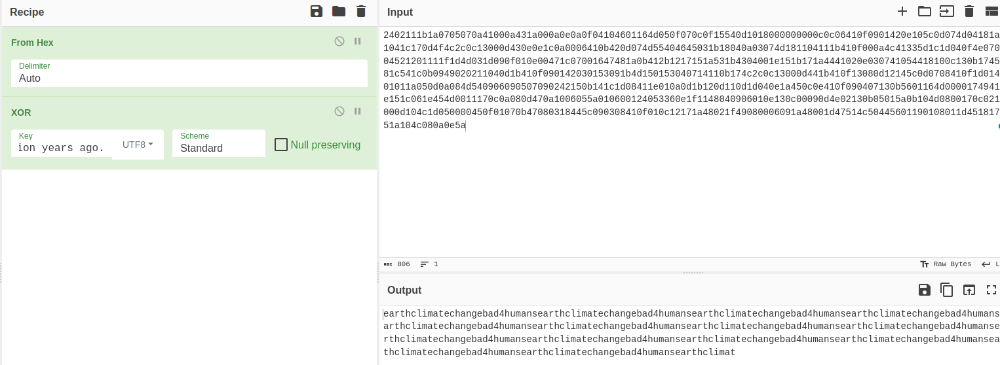 Recipe
From Hex
Delimiter
Auto
XOR
Key
ion years ago.
UTF8
Scheme
Standard
Null preserving
Input
2402111b1a0705070a41000a431a000a0e0a0f04104601164d050f070c0f15540d1018000000000c0c06410f0901420e105c0d074d04181a
1041c170d4f4c2c0c13000d430e0e1c0a0006410b420d074d55404645031b18040a03074d181104111b410f000a4c41335d1c1d040f4e070
04521201111f1d4d031d090f010e00471c07001647481a0b412b1217151a531b4304001e151b171a4441020e030741054418100c130b1745
81c541c0b0949020211040d1b410f090142030153091b4d150153040714110b174c2c0c13000d441b410f13080d12145c0d0708410f1d014
01011a050d0a084d540906090507090242150b141c1d08411e010a0d1b120d110d1d040e1a450c0e410f090407130b5601164d0000174941
e151c061e454d0011170c0a080d470a1006055a010600124053360e1f1148040906010e130c00090d4e02130b05015a0b104d0800170c021
000d104c1d050000450f01070b47080318445c090308410f010c12171a48021f49080006091a48001d47514c50445601190108011d451817
51a104c080a0e5a
806
1
Raw Bytes
L
Output
earthclimatechangebad4humansearthclimatechangebad4humansearthclimatechangebad4humansearthclimatechangebad4humans
arthclimatechangebad4humansearthclimatechangebad4humansearthclimatechangebad4humansearthclimatechangebad4humanse
rthclimatechangebad4humansearthclimatechangebad4humansearthclimatechangebad4humansearthclimatechangebad4humansea
thclimatechangebad4humansearthclimatechangebad4humansearthclimat